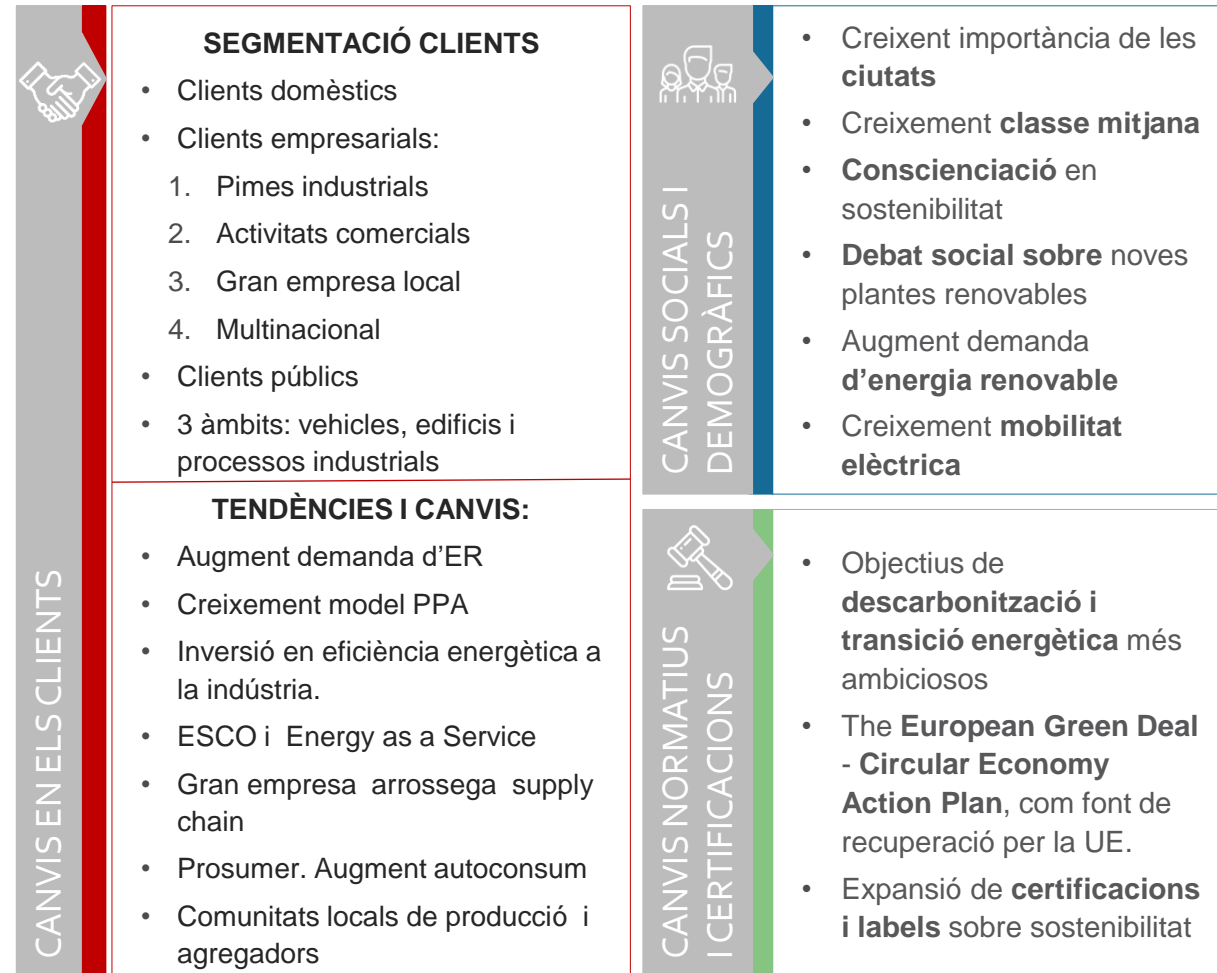 CANVIS EN ELS CLIENTS
SEGMENTACIÓ CLIENTS
• Clients domèstics
• Clients empresarials:
1. Pimes industrials
2. Activitats comercials
3. Gran empresa local
4. Multinacional
• Clients públics
• 3 àmbits: vehicles, edificis i
processos industrials
TENDÈNCIES I CANVIS:
• Augment demanda d’ER
• Creixement model PPA
• Inversió en eficiència energètica a
la indústria.
• ESCO i Energy as a Service
• Gran empresa arrossega supply
chain
• Prosumer. Augment autoconsum
• Comunitats locals de producció i
agregadors
CANVIS SOCIALS I
DEMOGRÀFICS
• Creixent importància de les
ciutats
• Creixement classe mitjana
• Conscienciació en
sostenibilitat
• Debat social sobre noves
plantes renovables
• Augment demanda
d’energia renovable
• Creixement mobilitat
elèctrica
CANVIS NORMATIUS
I CERTIFICACIONS
• Objectius de
descarbonització i
transició energètica més
ambiciosos
• The European Green Deal
- Circular Economy
Action Plan, com font de
recuperació per la UE.
• Expansió de certificacions
i labels sobre sostenibilitat